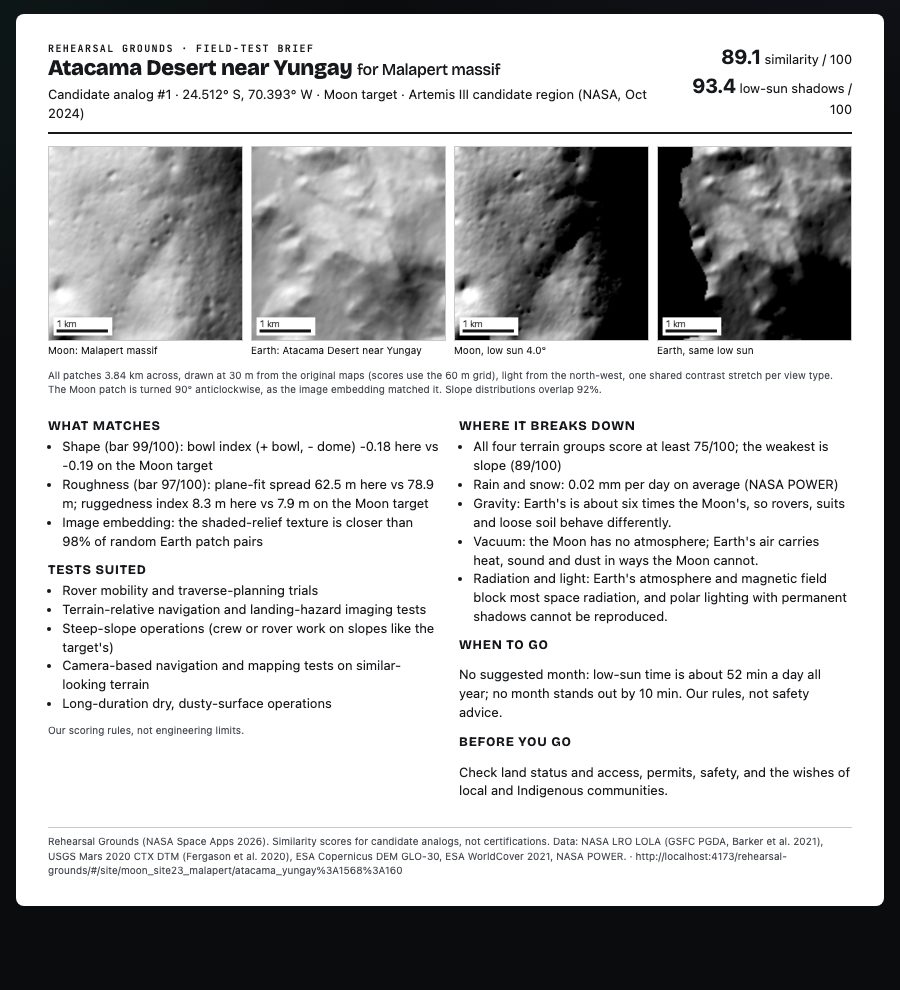 REHEARSAL GROUNDS · FIELD-TEST BRIEF
Atacama Desert near Yungay for Malapert massif
Candidate analog #1 · 24.512° S, 70.393° W · Moon target · Artemis III candidate region (NASA, Oct
2024)
89.1 similarity / 100
93.4 low-sun shadows /
100
1 km
1 km
1 km
1 km
Moon: Malapert massif
Earth: Atacama Desert near Yungay
Moon, low sun 4.0°
Earth, same low sun
All patches 3.84 km across, drawn at 30 m from the original maps (scores use the 60 m grid), light from the north-west, one shared contrast stretch per view type.
The Moon patch is turned 90° anticlockwise, as the image embedding matched it. Slope distributions overlap 92%.
WHAT MATCHES
• Shape (bar 99/100): bowl index (+ bowl, - dome) -0.18 here vs
-0.19 on the Moon target
• Roughness (bar 97/100): plane-fit spread 62.5 m here vs 78.9
m; ruggedness index 8.3 m here vs 7.9 m on the Moon target
• Image embedding: the shaded-relief texture is closer than
98% of random Earth patch pairs
TESTS SUITED
• Rover mobility and traverse-planning trials
• Terrain-relative navigation and landing-hazard imaging tests
• Steep-slope operations (crew or rover work on slopes like the
target's)
• Camera-based navigation and mapping tests on similar-
looking terrain
• Long-duration dry, dusty-surface operations
Our scoring rules, not engineering limits.
WHERE IT BREAKS DOWN
• All four terrain groups score at least 75/100; the weakest is
slope (89/100)
• Rain and snow: 0.02 mm per day on average (NASA POWER)
• Gravity: Earth's is about six times the Moon's, so rovers, suits
and loose soil behave differently.
• Vacuum: the Moon has no atmosphere; Earth's air carries
heat, sound and dust in ways the Moon cannot.
• Radiation and light: Earth's atmosphere and magnetic field
block most space radiation, and polar lighting with permanent
shadows cannot be reproduced.
WHEN TO GO
No suggested month: low-sun time is about 52 min a day all
year; no month stands out by 10 min. Our rules, not safety
advice.
BEFORE YOU GO
Check land status and access, permits, safety, and the wishes of
local and Indigenous communities.
Rehearsal Grounds (NASA Space Apps 2026). Similarity scores for candidate analogs, not certifications. Data: NASA LRO LOLA (GSFC PGDA, Barker et al. 2021),
USGS Mars 2020 CTX DTM (Fergason et al. 2020), ESA Copernicus DEM GLO-30, ESA WorldCover 2021, NASA POWER. · http://localhost:4173/rehearsal-
grounds/#/site/moon_site23_malapert/atacama_yungay%3A1568%3A160